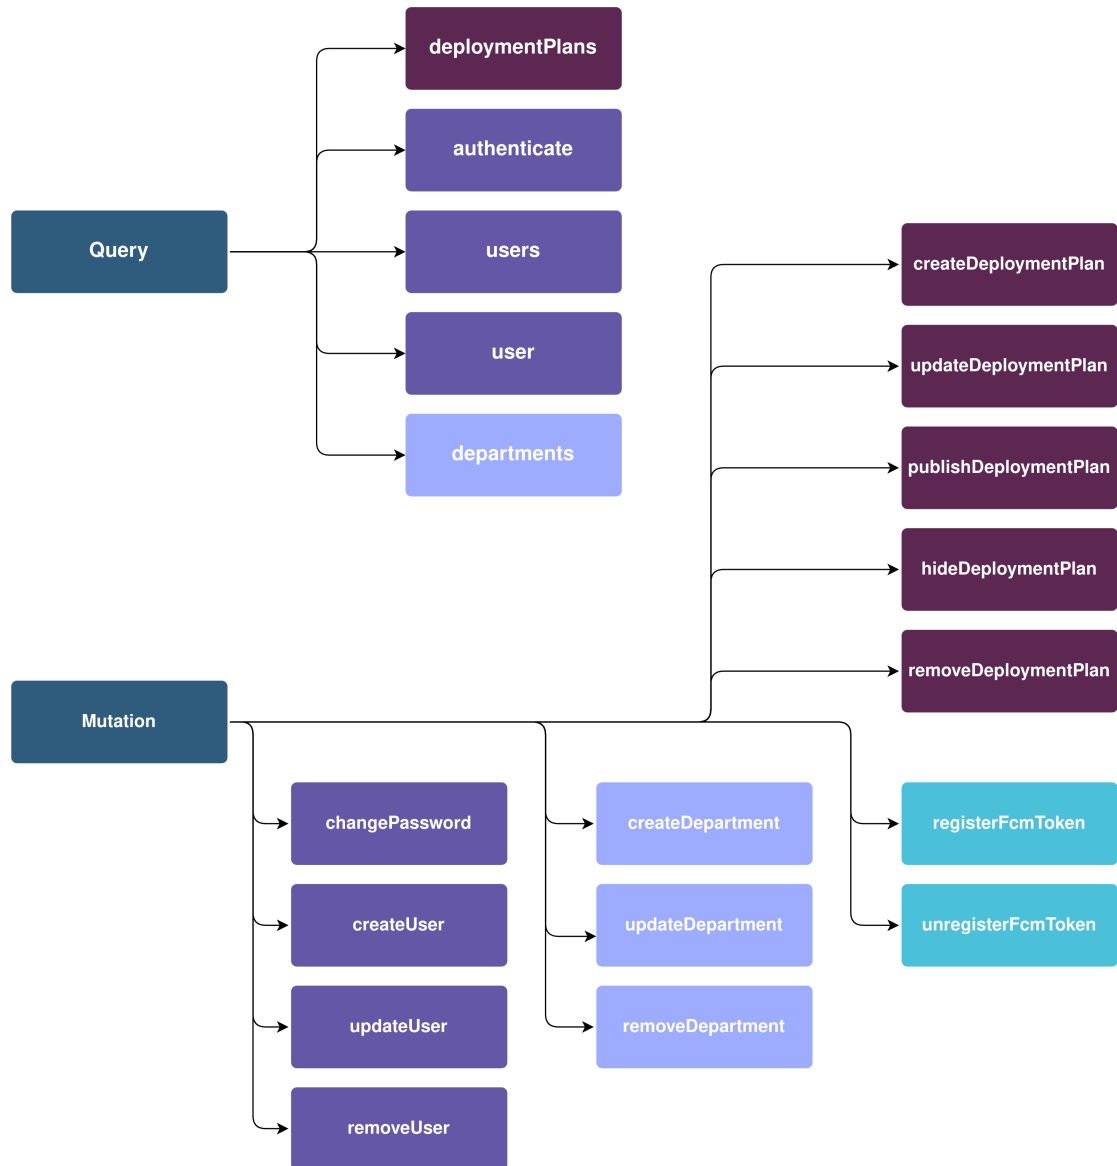 deploymentPlans
authenticate
Query
users
user
departments
createDeploymentPlan
updateDeploymentPlan
publishDeploymentPlan
hideDeploymentPlan
removeDeploymentPlan
Mutation
changePassword
createUser
updateUser
removeUser
createDepartment
updateDepartment
removeDepartment
registerFcmToken
unregisterFcmToken